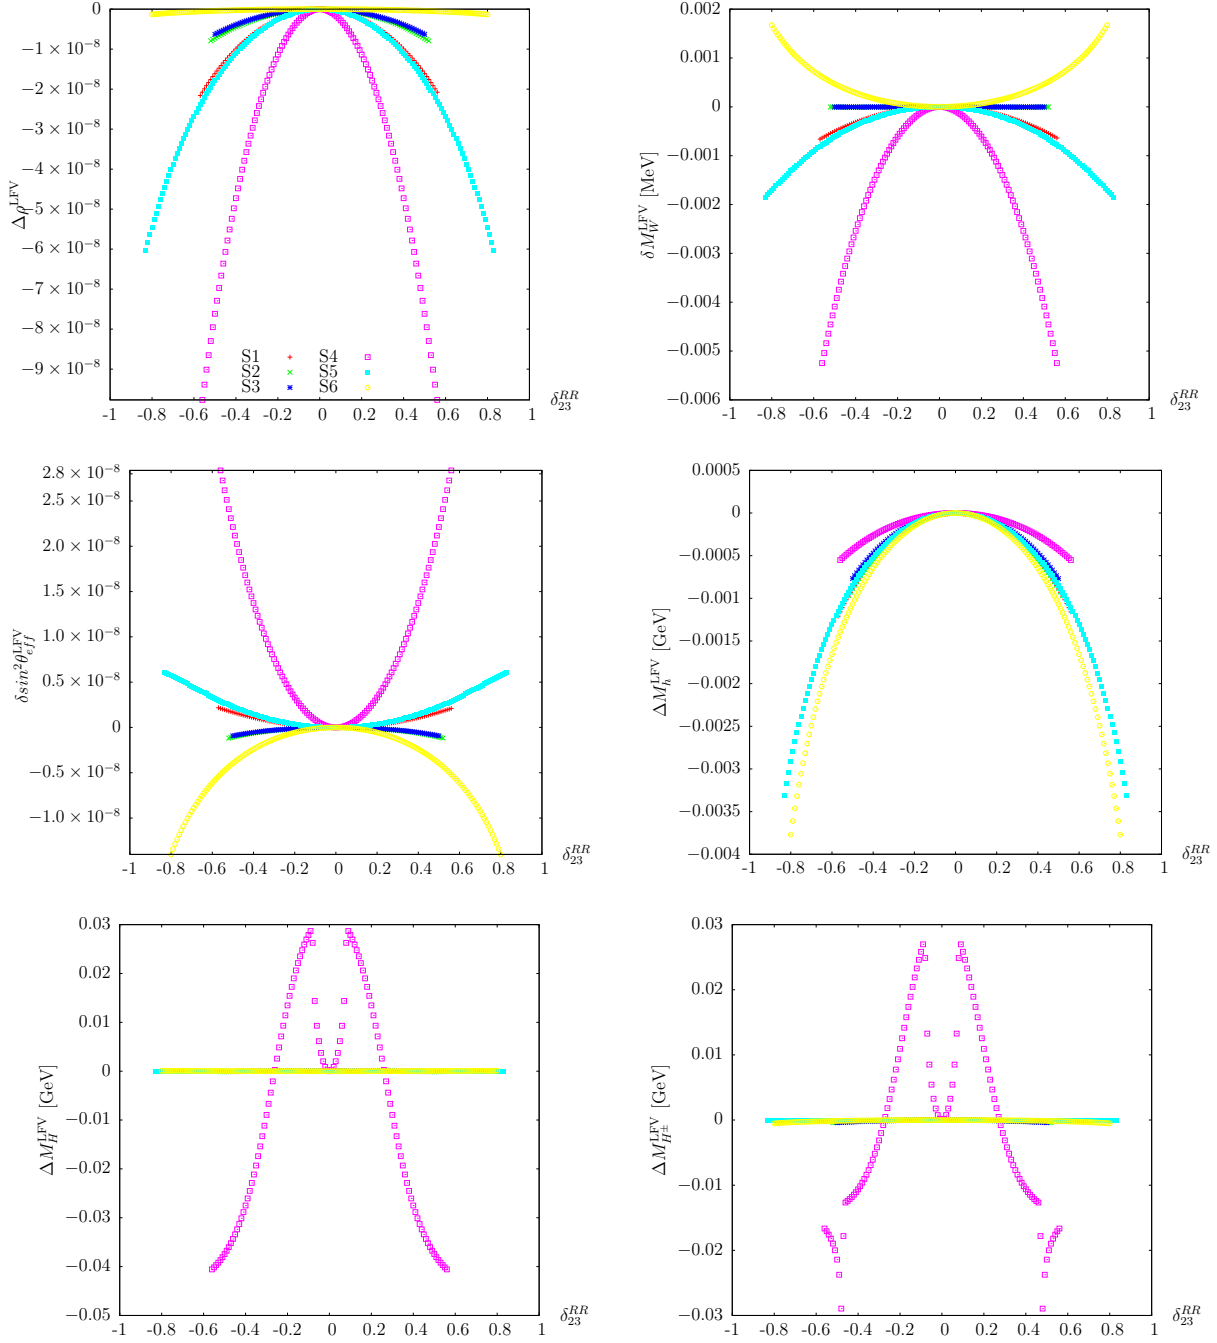 0
−1 × 10⁻⁸
−2 × 10⁻⁸
−3 × 10⁻⁸
−4 × 10⁻⁸
−5 × 10⁻⁸
−6 × 10⁻⁸
−7 × 10⁻⁸
−8 × 10⁻⁸
−9 × 10⁻⁸
Δρ^LFV
S1 S4
S2 S5
S3 S6
-1 -0.8 -0.6 -0.4 -0.2 0 0.2 0.4 0.6 0.8 1 δ₂₃^RR
0.002
0.001
0
−0.001
−0.002
−0.003
−0.004
−0.005
−0.006
δM_W^LFV [MeV]
-1 -0.8 -0.6 -0.4 -0.2 0 0.2 0.4 0.6 0.8 1 δ₂₃^RR
2.8 × 10⁻⁸
2.5 × 10⁻⁸
2.0 × 10⁻⁸
1.5 × 10⁻⁸
1.0 × 10⁻⁸
0.5 × 10⁻⁸
0
−0.5 × 10⁻⁸
−1.0 × 10⁻⁸
δsin²θ_eff^LFV
-1 -0.8 -0.6 -0.4 -0.2 0 0.2 0.4 0.6 0.8 1 δ₂₃^RR
0.0005
0
−0.0005
−0.001
−0.0015
−0.002
−0.0025
−0.003
−0.0035
−0.004
ΔM_h^LFV [GeV]
-1 -0.8 -0.6 -0.4 -0.2 0 0.2 0.4 0.6 0.8 1 δ₂₃^RR
0.03
0.02
0.01
0
−0.01
−0.02
−0.03
−0.04
−0.05
ΔM_H^LFV [GeV]
-1 -0.8 -0.6 -0.4 -0.2 0 0.2 0.4 0.6 0.8 1 δ₂₃^RR
0.03
0.02
0.01
0
−0.01
−0.02
−0.03
ΔM_H±^LFV [GeV]
-1 -0.8 -0.6 -0.4 -0.2 0 0.2 0.4 0.6 0.8 1 δ₂₃^RR